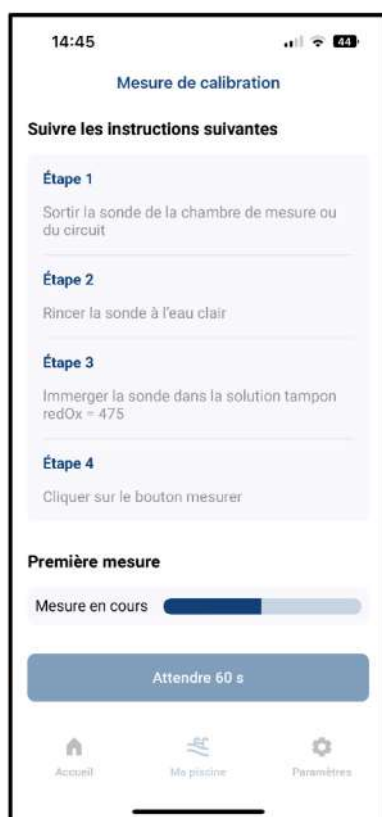 14:45
44
Mesure de calibration
Suivre les instructions suivantes
Étape 1
Sortir la sonde de la chambre de mesure ou
du circuit
Étape 2
Rincer la sonde à l'eau clair
Étape 3
Immerger la sonde dans la solution tampon
redOx = 475
Étape 4
Cliquer sur le bouton mesurer
Première mesure
Mesure en cours
Attendre 60 s
Accueil Ma piscine Paramètres